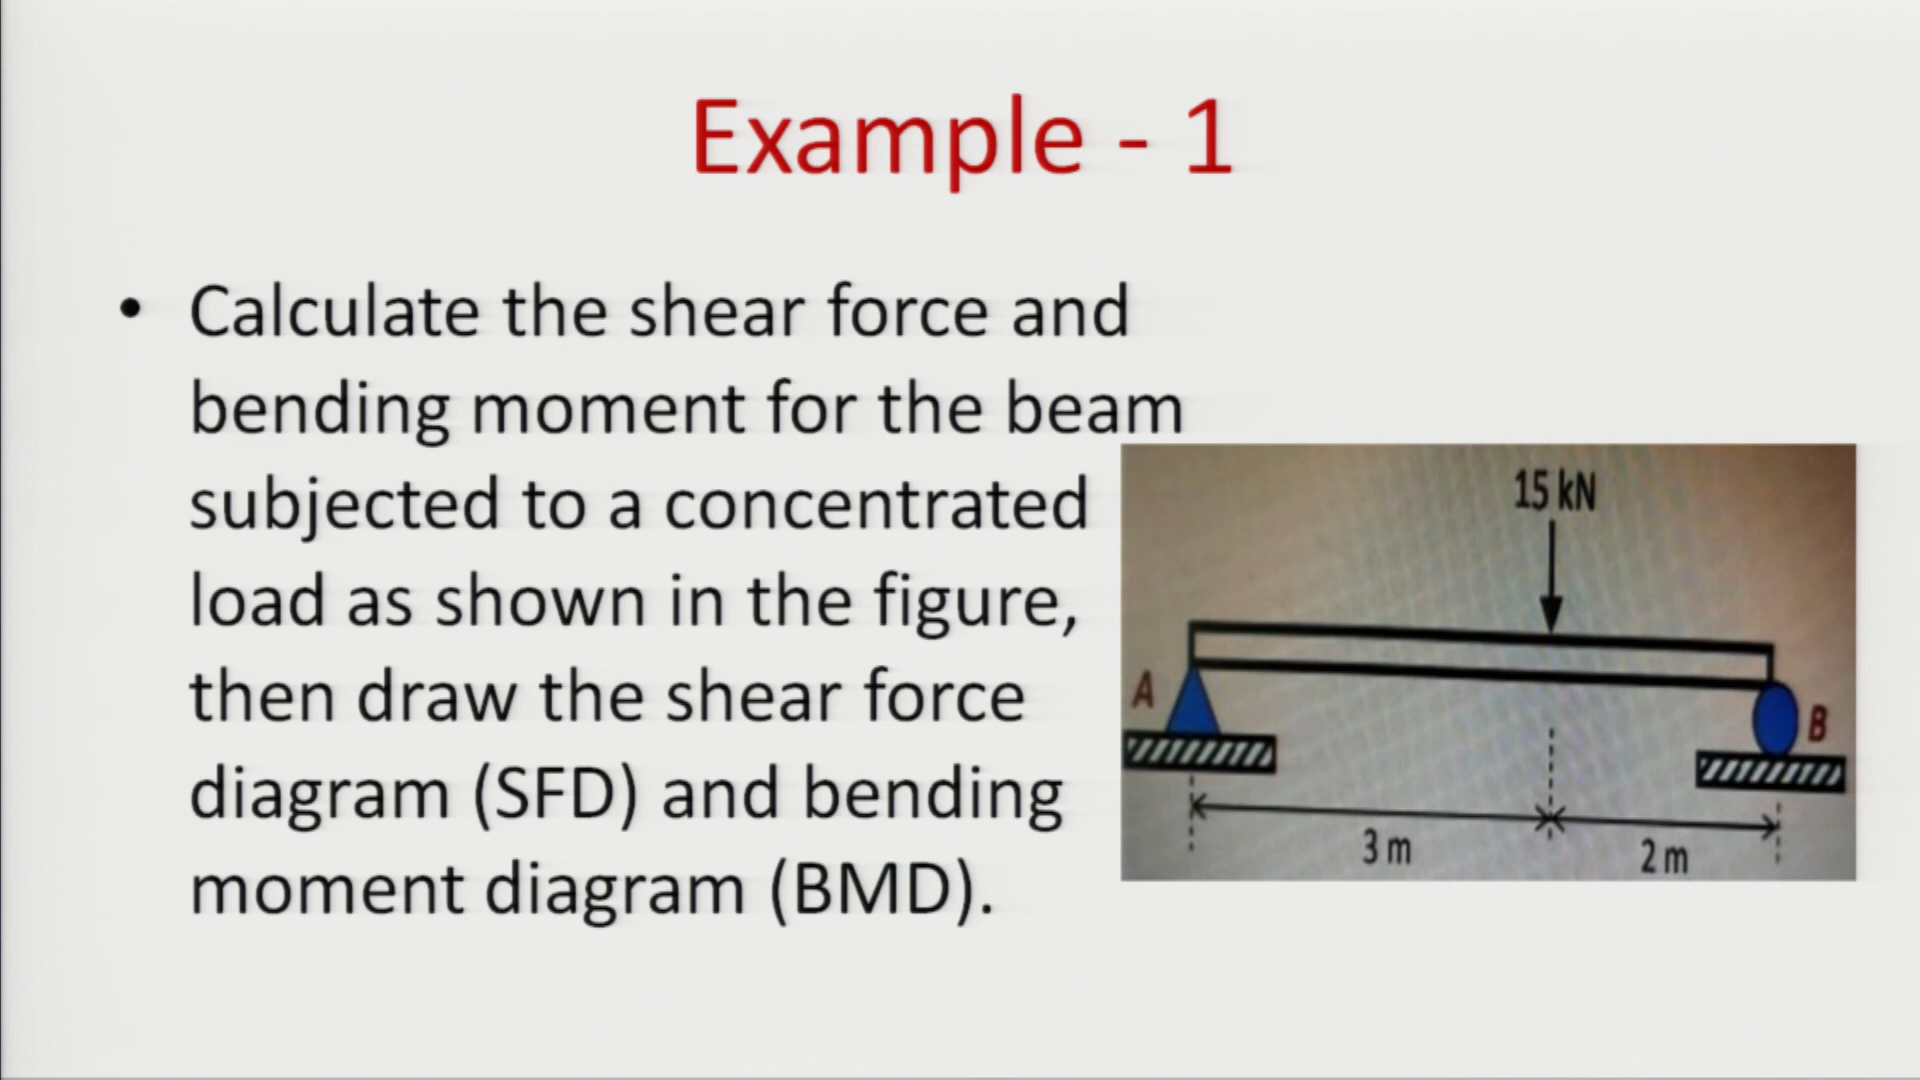 Example - 1
• Calculate the shear force and
bending moment for the beam
subjected to a concentrated
load as shown in the figure,
then draw the shear force
diagram (SFD) and bending
moment diagram (BMD).
15 kN
A
B
3 m
2 m